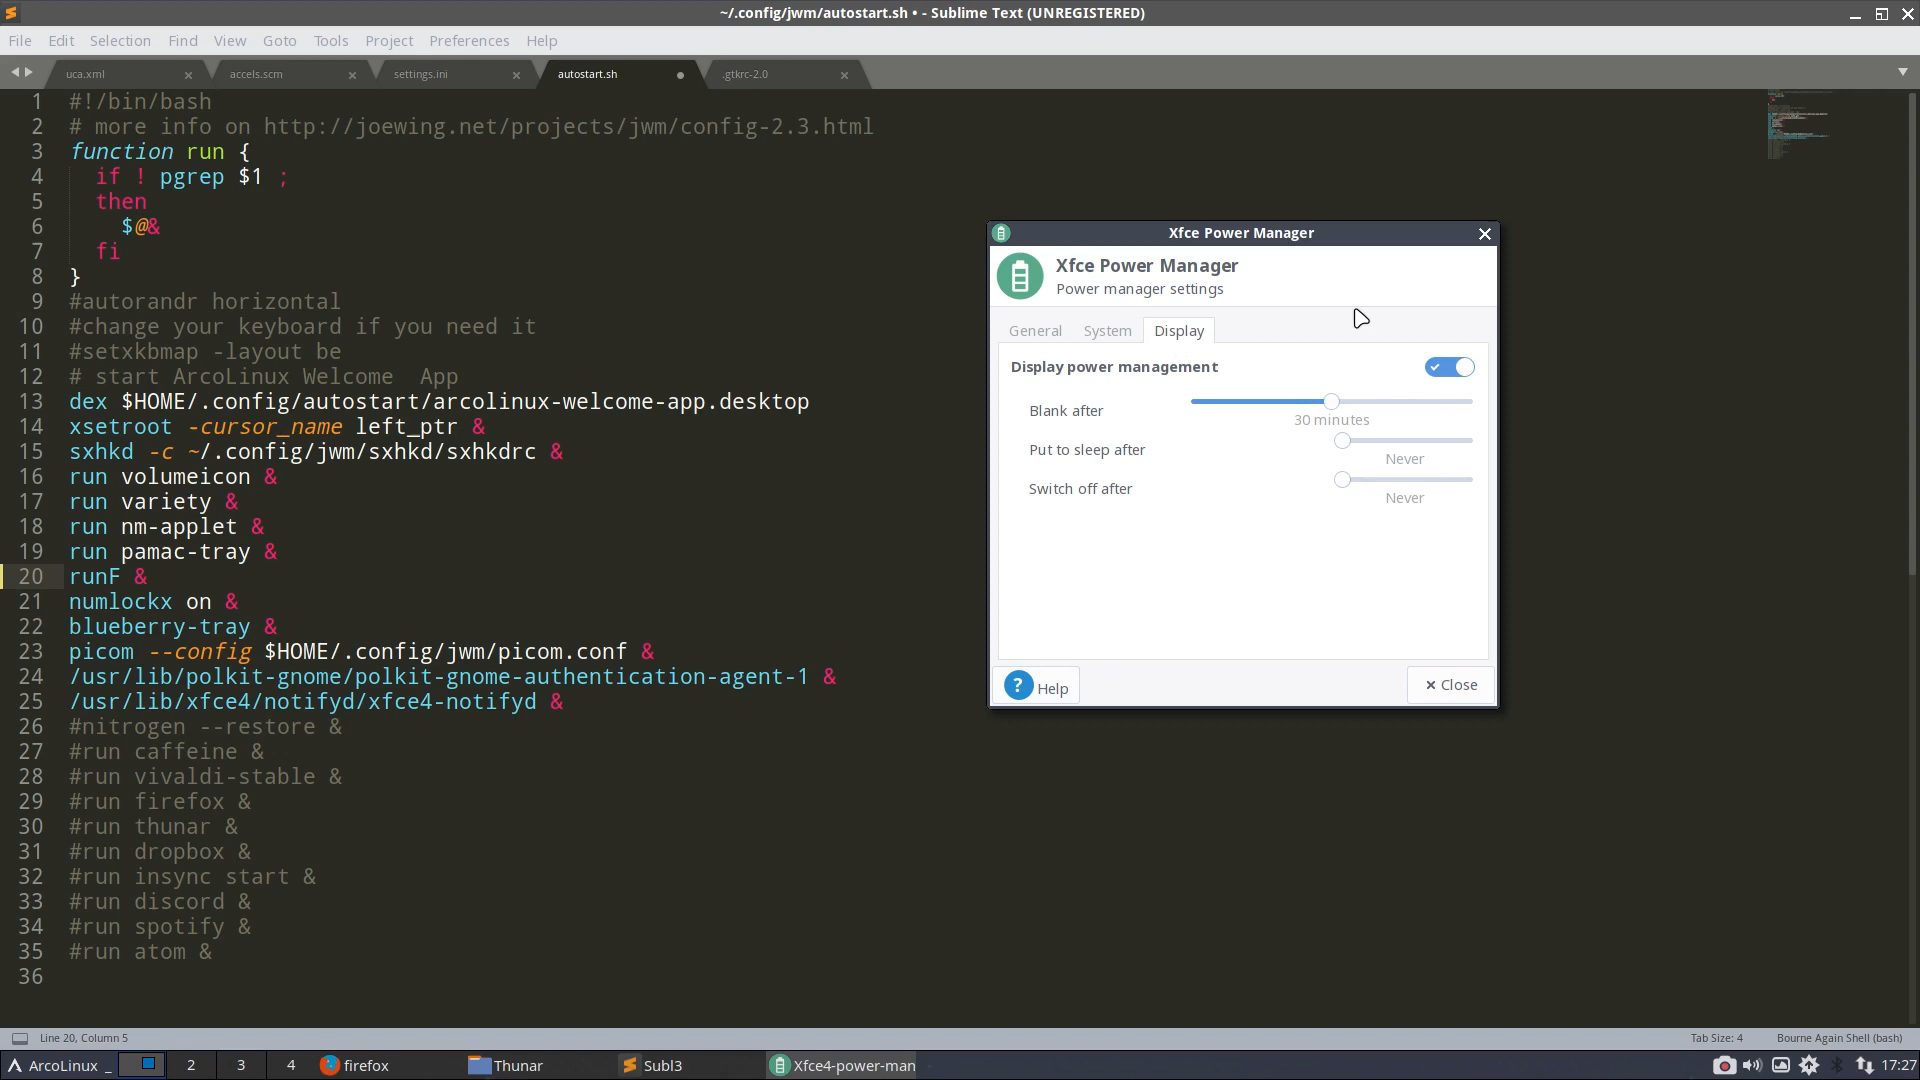 ~/.config/jwm/autostart.sh • - Sublime Text (UNREGISTERED)
File Edit Selection Find View Goto Tools Project Preferences Help
uca.xml accels.scm settings.ini autostart.sh .gtkrc-2.0
1 #!/bin/bash
2 # more info on http://joewing.net/projects/jwm/config-2.3.html
3 function run {
4 if ! pgrep $1 ;
5 then
6 $@&
7 fi
8 }
9 #autorandr horizontal
10 #change your keyboard if you need it
11 #setxkbmap -layout be
12 # start ArcoLinux Welcome  App
13 dex $HOME/.config/autostart/arcolinux-welcome-app.desktop
14 xsetroot -cursor_name left_ptr &
15 sxhkd -c ~/.config/jwm/sxhkd/sxhkdrc &
16 run volumeicon &
17 run variety &
18 run nm-applet &
19 run pamac-tray &
20 runF &
21 numlockx on &
22 blueberry-tray &
23 picom --config $HOME/.config/jwm/picom.conf &
24 /usr/lib/polkit-gnome/polkit-gnome-authentication-agent-1 &
25 /usr/lib/xfce4/notifyd/xfce4-notifyd &
26 #nitrogen --restore &
27 #run caffeine &
28 #run vivaldi-stable &
29 #run firefox &
30 #run thunar &
31 #run dropbox &
32 #run insync start &
33 #run discord &
34 #run spotify &
35 #run atom &
36
Xfce Power Manager
Xfce Power Manager
Power manager settings
General System Display
Display power management
Blank after
30 minutes
Put to sleep after
Never
Switch off after
Never
? Help
× Close
Line 20, Column 5
Tab Size: 4 Bourne Again Shell (bash)
ArcoLinux _ 2 3 4 firefox Thunar Subl3 Xfce4-power-man 17:27